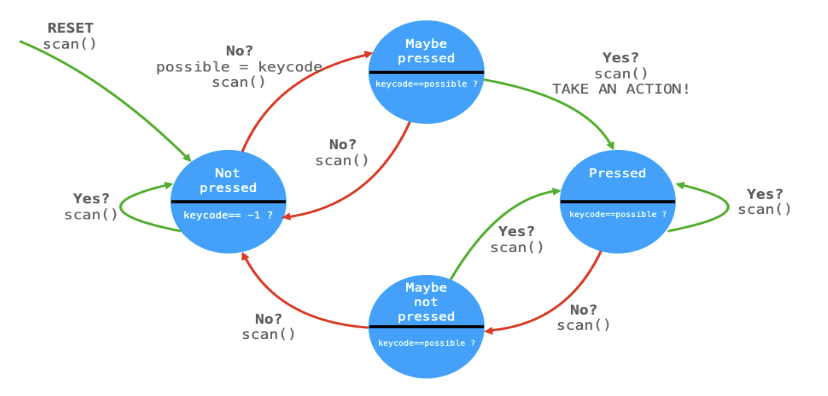 RESET
scan()
No?
possible = keycode
scan()
Maybe
pressed
keycode==possible ?
Yes?
scan()
TAKE AN ACTION!
No?
scan()
Not
pressed
keycode== -1 ?
Yes?
scan()
Pressed
keycode==possible ?
Yes?
scan()
Yes?
scan()
Maybe
not
pressed
keycode==possible ?
No?
scan()
No?
scan()